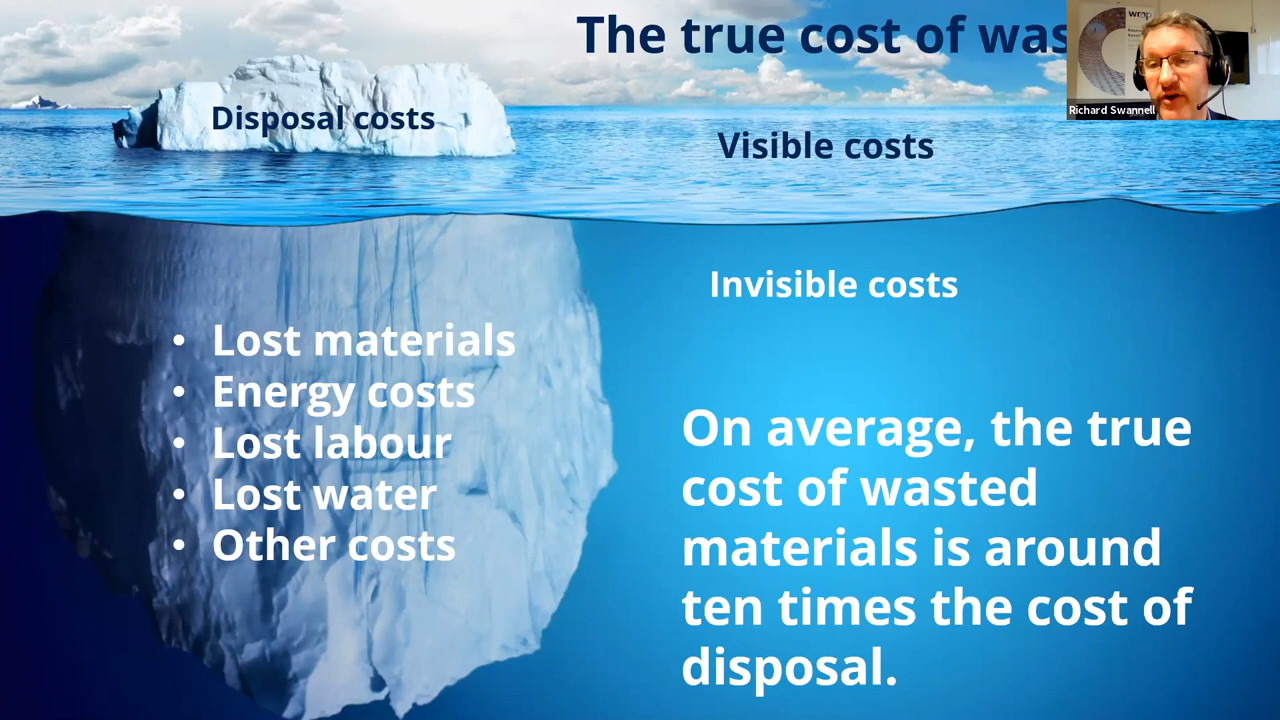 The true cost of was
wrap
Richard Swannell
Disposal costs
Visible costs
Invisible costs
• Lost materials
• Energy costs
• Lost labour
• Lost water
• Other costs
On average, the true
cost of wasted
materials is around
ten times the cost of
disposal.